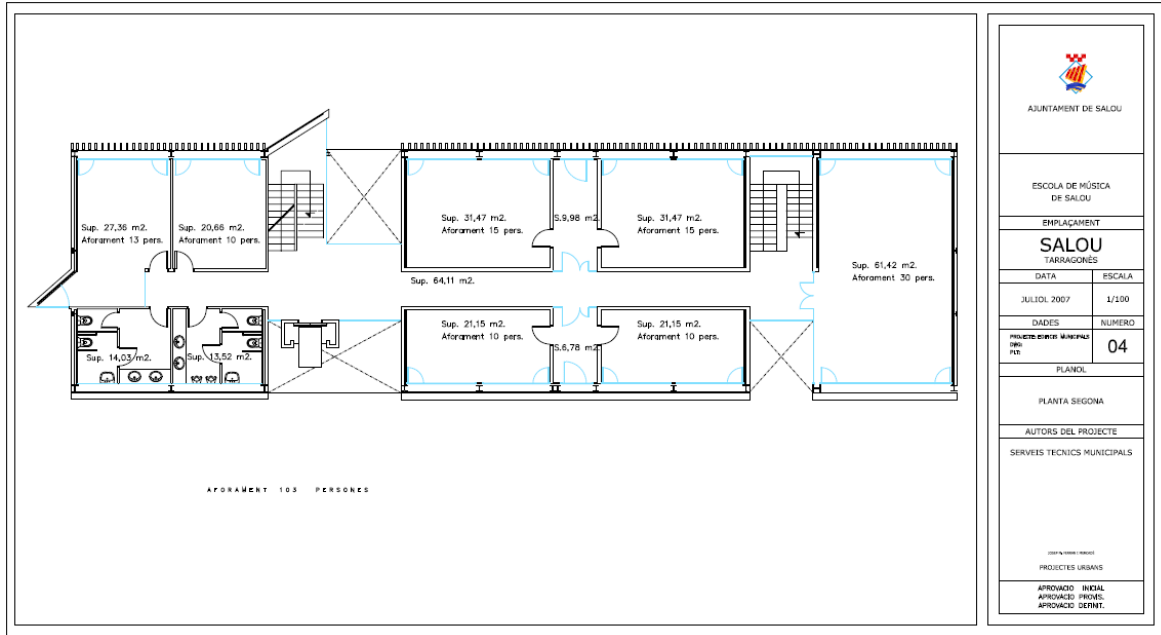 Sup. 27,36 m2.
Aforament 13 pers.
Sup. 20,66 m2.
Aforament 10 pers.
Sup. 31,47 m2.
Aforament 15 pers.
S.9,98 m2.
Sup. 31,47 m2.
Aforament 15 pers.
Sup. 61,42 m2.
Aforament 30 pers.
Sup. 64,11 m2.
Sup. 14,03 m2.
Sup. 13,52 m2.
Sup. 21,15 m2.
Aforament 10 pers.
S.6,78 m2.
Sup. 21,15 m2.
Aforament 10 pers.
AFORAMENT 103 PERSONES
AJUNTAMENT DE SALOU
ESCOLA DE MÚSICA
DE SALOU
EMPLAÇAMENT
SALOU
TARRAGONÈS
DATA
ESCALA
JULIOL 2007
1/100
DADES
NUMERO
PROJECTE: EDIFICIS MUNICIPALS
DWG:
PLT:
04
PLANOL
PLANTA SEGONA
AUTORS DEL PROJECTE
SERVEIS TECNICS MUNICIPALS
PROJECTES URBANS
APROVACIO INICIAL
APROVACIO PROVIS.
APROVACIO DEFINIT.